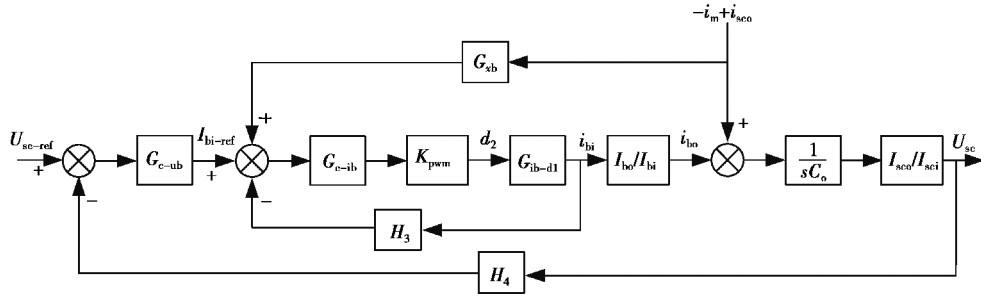 −i_m+i_sco
G_xb
U_sc-ref
+
−
G_c-ub
I_bi-ref
+
+
−
G_c-ib
K_pwm
d_2
G_ib-d1
i_bi
I_bo/I_bi
i_bo
+
1/sC_o
I_sco/I_sci
U_sc
H_3
H_4